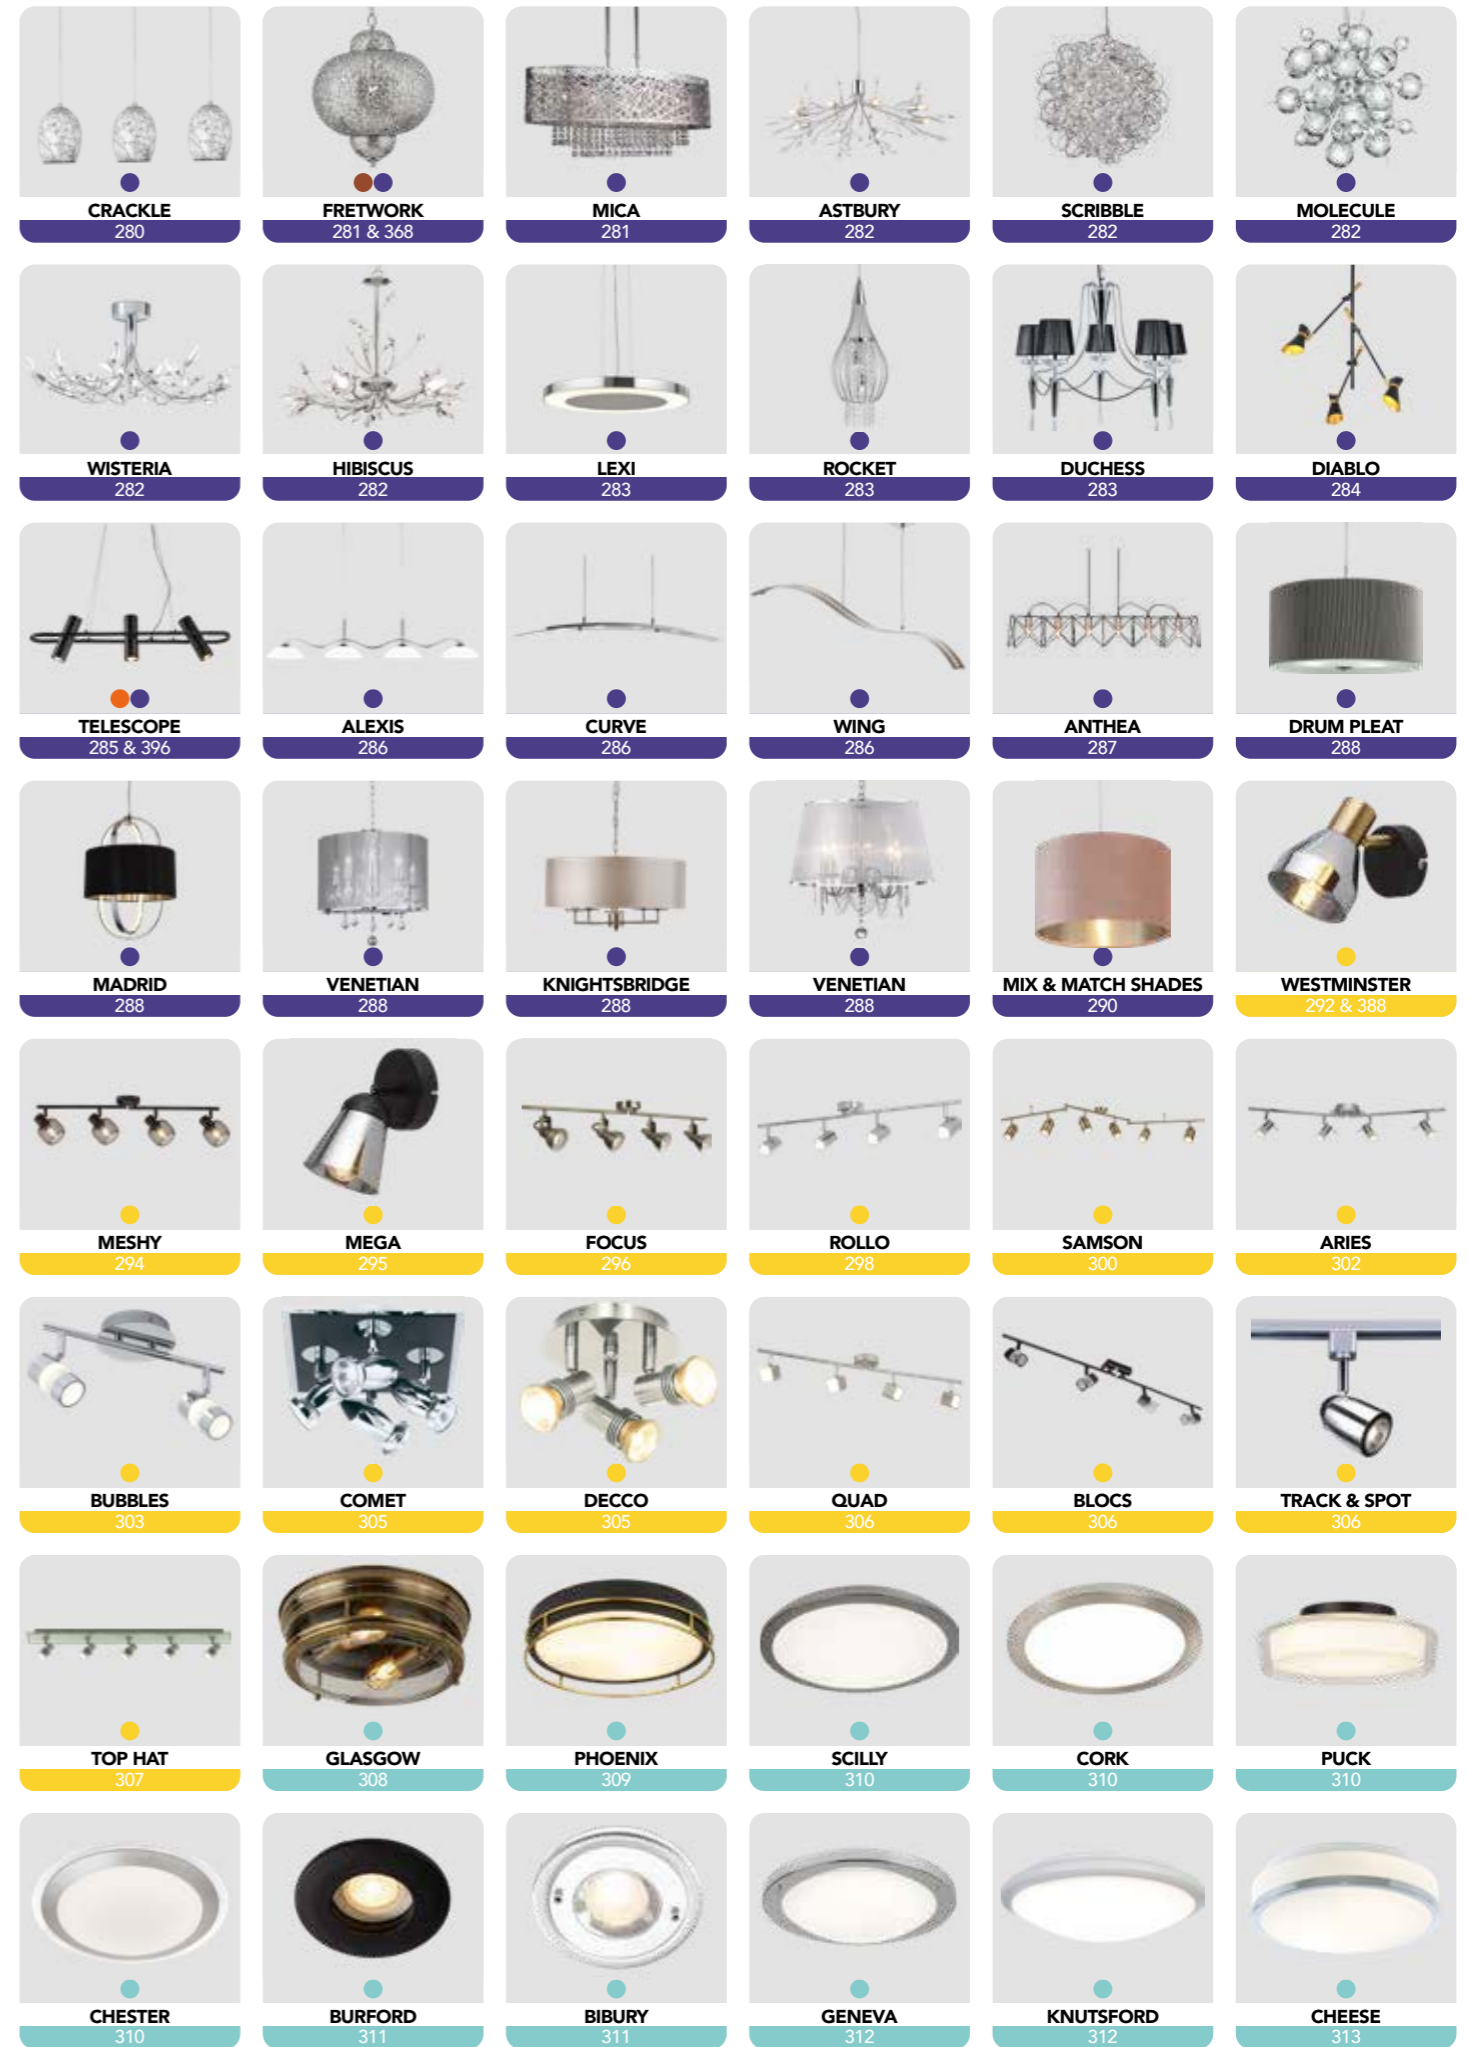 CRACKLE
280
FRETWORK
281 & 368
MICA
281
ASTBURY
282
SCRIBBLE
282
MOLECULE
282
WISTERIA
282
HIBISCUS
282
LEXI
283
ROCKET
283
DUCHESS
283
DIABLO
284
TELESCOPE
285 & 396
ALEXIS
286
CURVE
286
WING
286
ANTHEA
287
DRUM PLEAT
288
MADRID
288
VENETIAN
288
KNIGHTSBRIDGE
288
VENETIAN
288
MIX & MATCH SHADES
290
WESTMINSTER
292 & 388
MESHY
294
MEGA
295
FOCUS
296
ROLLO
298
SAMSON
300
ARIES
302
BUBBLES
303
COMET
305
DECCO
305
QUAD
306
BLOCS
306
TRACK & SPOT
306
TOP HAT
307
GLASGOW
308
PHOENIX
309
SCILLY
310
CORK
310
PUCK
310
CHESTER
310
BURFORD
311
BIBURY
311
GENEVA
312
KNUTSFORD
312
CHEESE
313